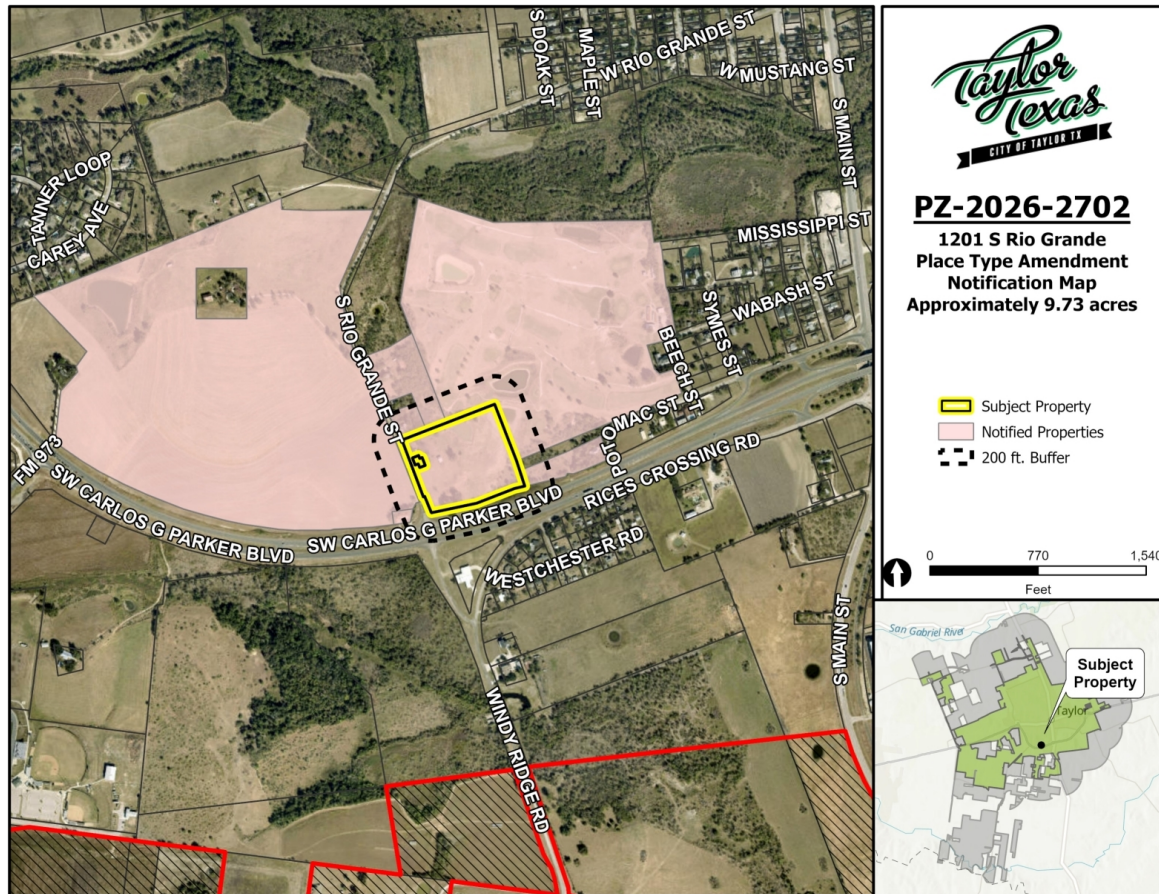 S DOAK ST
MAPLE ST
W RIO GRANDE ST
W MUSTANG ST
S MAIN ST
TANNER LOOP
CAREY AVE
MISSISSIPPI ST
S RIO GRANDE ST
SYMES ST
WABASH ST
BEECH ST
POTOMAC ST
FM 973
SW CARLOS G PARKER BLVD
SW CARLOS G PARKER BLVD
RICES CROSSING RD
WESTCHESTER RD
S MAIN ST
WINDY RIDGE RD
Taylor
Texas
CITY OF TAYLOR TX
PZ-2026-2702
1201 S Rio Grande
Place Type Amendment
Notification Map
Approximately 9.73 acres
Subject Property
Notified Properties
200 ft. Buffer
0 770 1,540
Feet
San Gabriel River
Subject
Property
Taylor